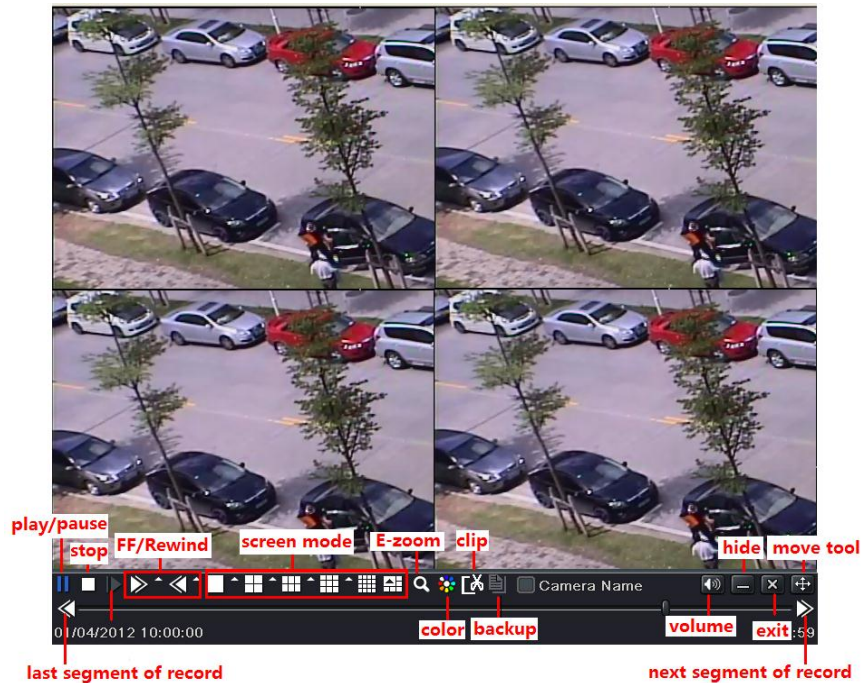 play/pause
stop
FF/Rewind
screen mode
E-zoom
clip
hide
move tool
Camera Name
color
backup
volume
exit
01/04/2012 10:00:00
:59
last segment of record
next segment of record